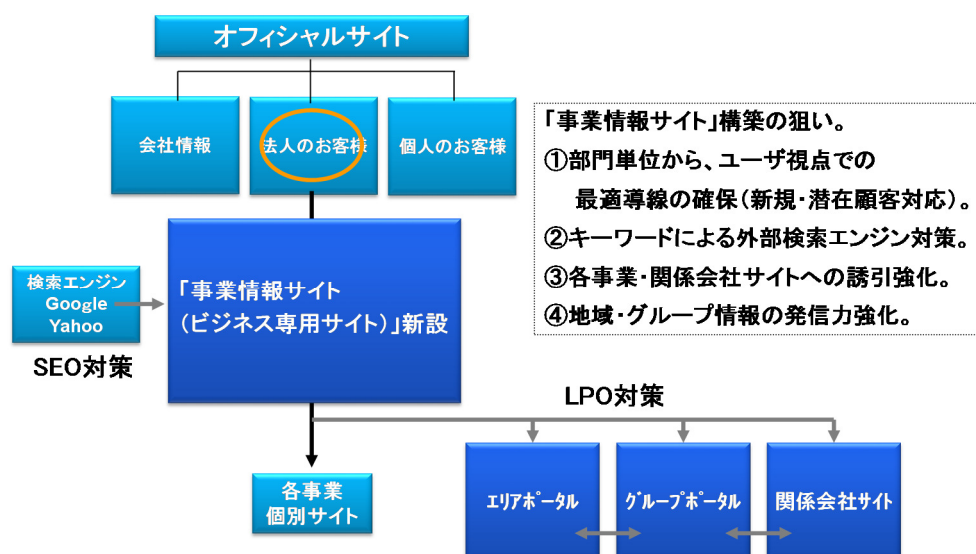 オフィシャルサイト
会社情報
法人のお客様
個人のお客様
「事業情報サイト」構築の狙い。
①部門単位から、ユーザ視点での
最適導線の確保(新規・潜在顧客対応)。
②キーワードによる外部検索エンジン対策。
③各事業・関係会社サイトへの誘引強化。
④地域・グループ情報の発信力強化。
検索エンジン
Google
Yahoo
SEO対策
「事業情報サイト
(ビジネス専用サイト)」新設
LPO対策
各事業
個別サイト
ｴﾘｱﾎﾟｰﾀﾙ
ｸﾞﾙｰﾌﾟﾎﾟｰﾀﾙ
関係会社サイト